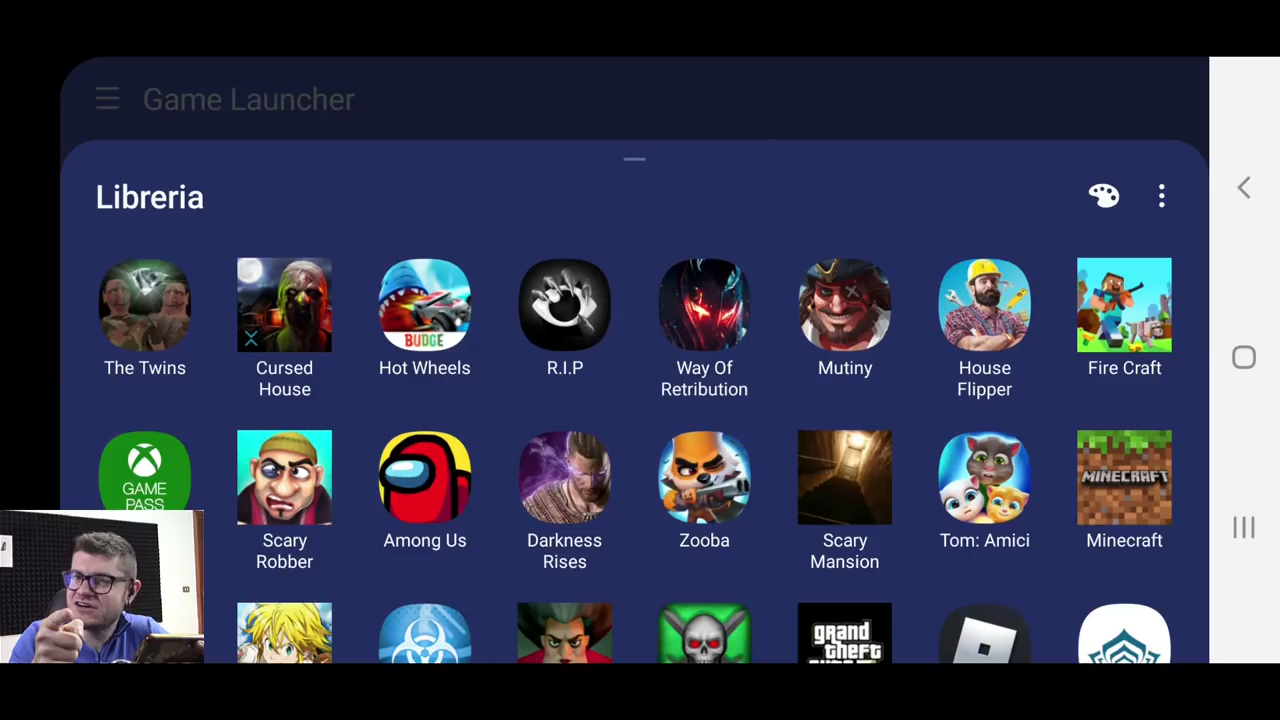 Game Launcher
Libreria
BUDGE
The Twins
Cursed
House
Hot Wheels
R.I.P
Way Of
Retribution
Mutiny
House
Flipper
Fire Craft
GAME
PASS
MINECRAFT
Scary
Robber
Among Us
Darkness
Rises
Zooba
Scary
Mansion
Tom: Amici
Minecraft
grand
theft